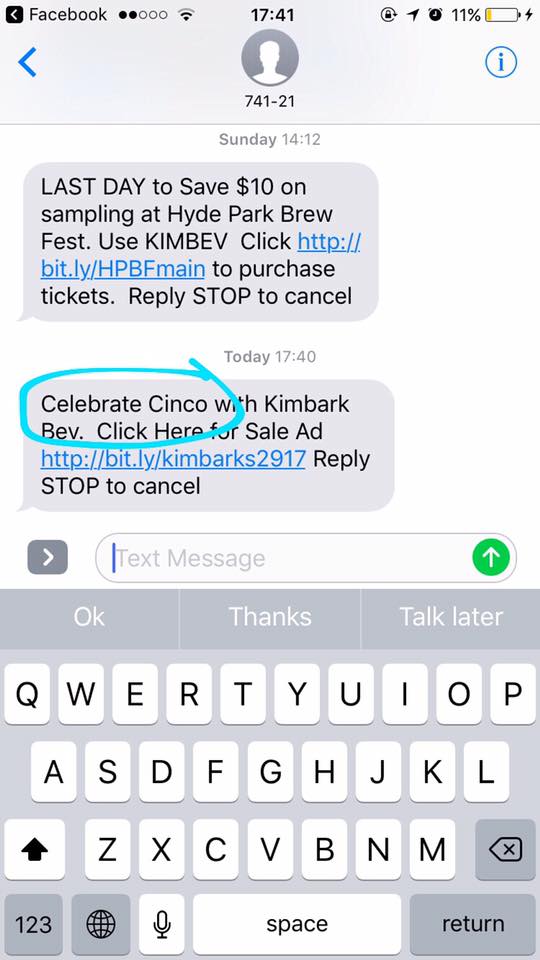 Facebook 17:41 11%
741-21
Sunday 14:12
LAST DAY to Save $10 on
sampling at Hyde Park Brew
Fest. Use KIMBEV  Click http://
bit.ly/HPBFmain to purchase
tickets.  Reply STOP to cancel
Today 17:40
Celebrate Cinco with Kimbark
Bev.  Click Here for Sale Ad
http://bit.ly/kimbarks2917 Reply
STOP to cancel
Text Message
Ok Thanks Talk later
Q W E R T Y U I O P
A S D F G H J K L
Z X C V B N M
123 space return